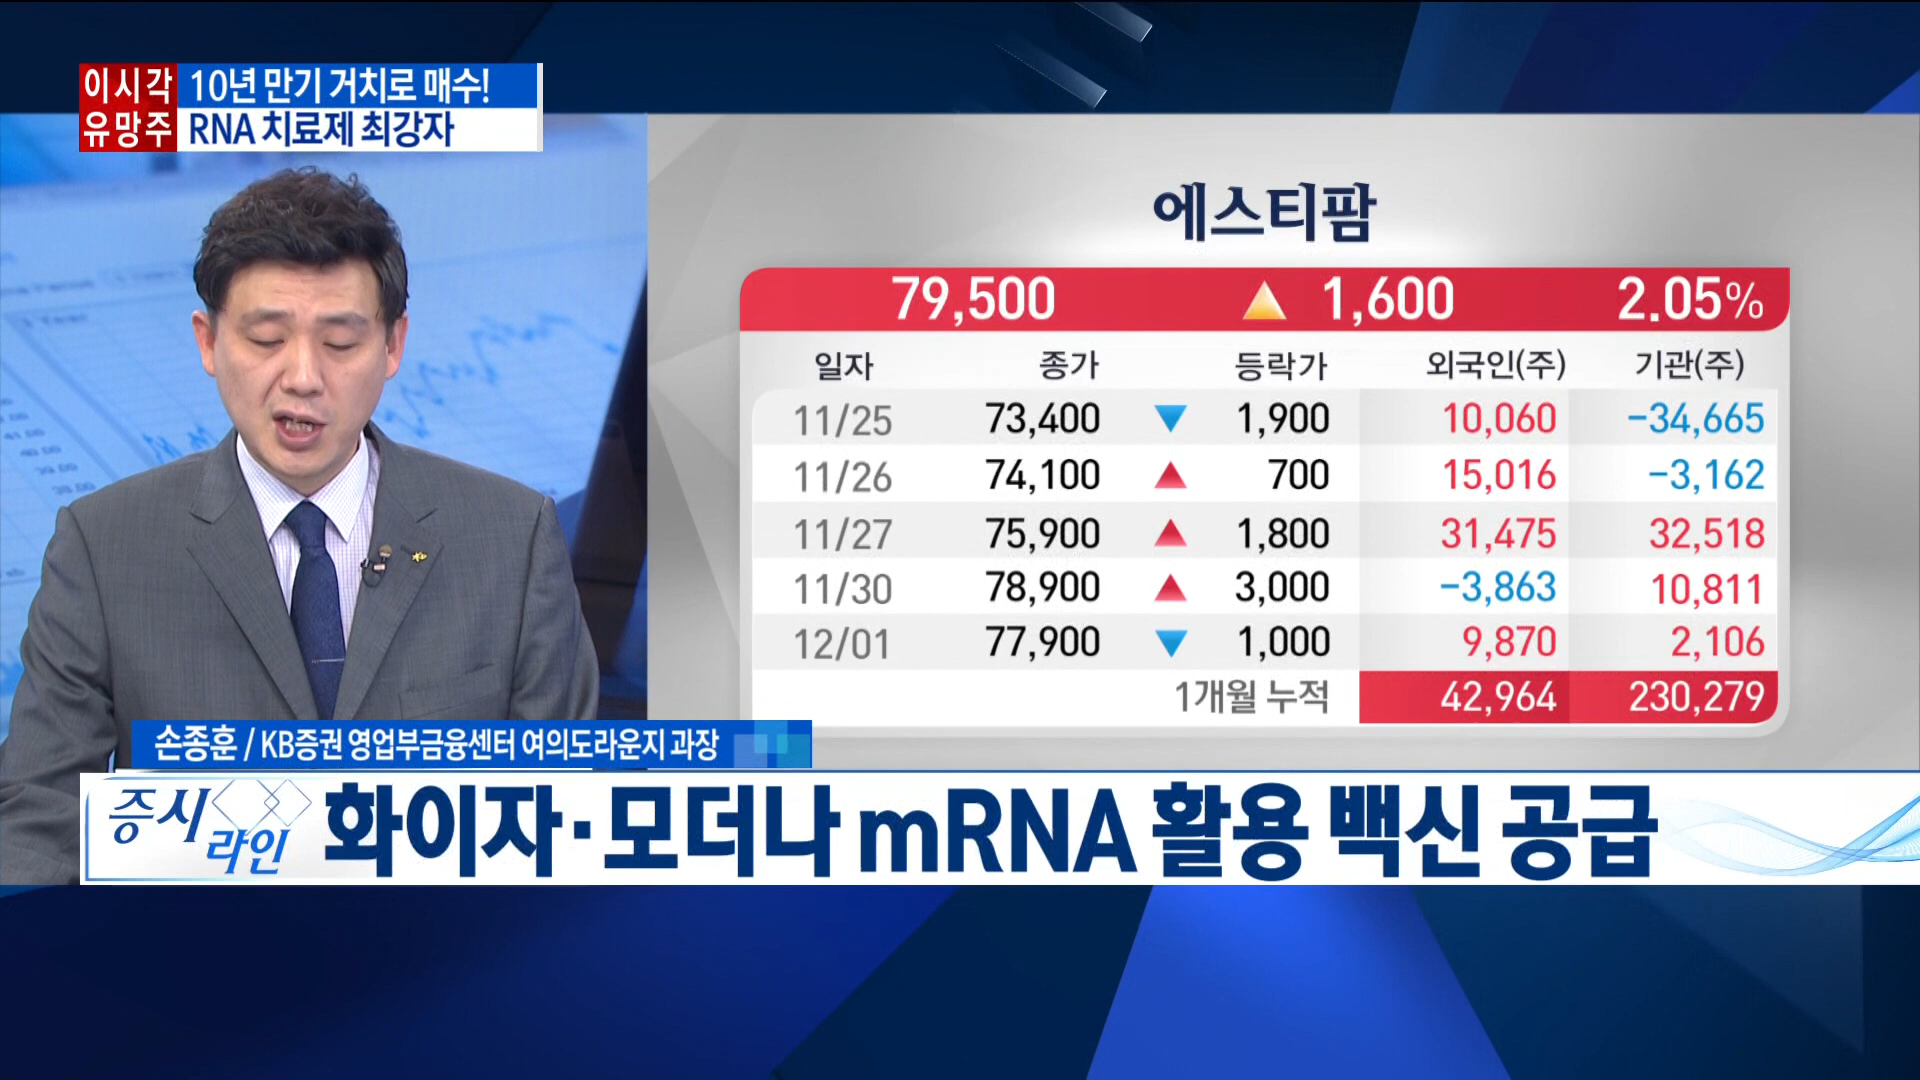 이시각
유망주
10년 만기 거치로 매수!
RNA 치료제 최강자
에스티팜
79,500 ▲ 1,600 2.05%
일자 종가 등락가 외국인(주) 기관(주)
11/25 73,400 ▼ 1,900 10,060 -34,665
11/26 74,100 ▲ 700 15,016 -3,162
11/27 75,900 ▲ 1,800 31,475 32,518
11/30 78,900 ▲ 3,000 -3,863 10,811
12/01 77,900 ▼ 1,000 9,870 2,106
1개월 누적 42,964 230,279
손종훈 / KB증권 영업부금융센터 여의도라운지 과장
증시
라인
화이자·모더나 mRNA 활용 백신 공급